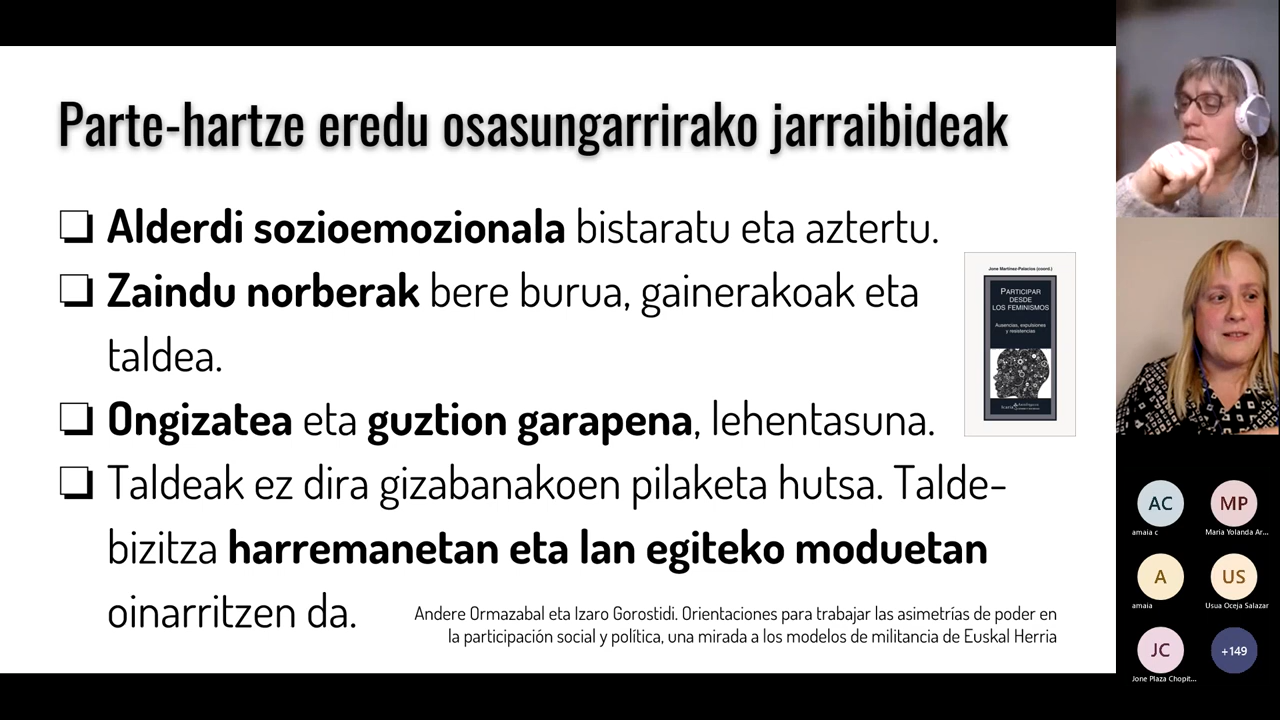 Parte-hartze eredu osasungarrirako jarraibideak
Alderdi sozioemozionala bistaratu eta aztertu.
Zaindu norberak bere burua, gainerakoak eta
taldea.
Ongizatea eta guztion garapena, lehentasuna.
Taldeak ez dira gizabanakoen pilaketa hutsa. Talde-
bizitza harremanetan eta lan egiteko moduetan
oinarritzen da.
Andere Ormazabal eta Izaro Gorostidi. Orientaciones para trabajar las asimetrías de poder en
la participación social y política, una mirada a los modelos de militancia de Euskal Herria
Jone Martínez-Palacios (coord.)
PARTICIPAR
DESDE
LOS FEMINISMOS
Ausencias, expulsiones
y resistencias
Icaria
AC
amaia c
MP
Maria Yolanda Ar...
A
amaia
US
Usua Oceja Salazar
JC
Jone Plaza Chopit...
+149